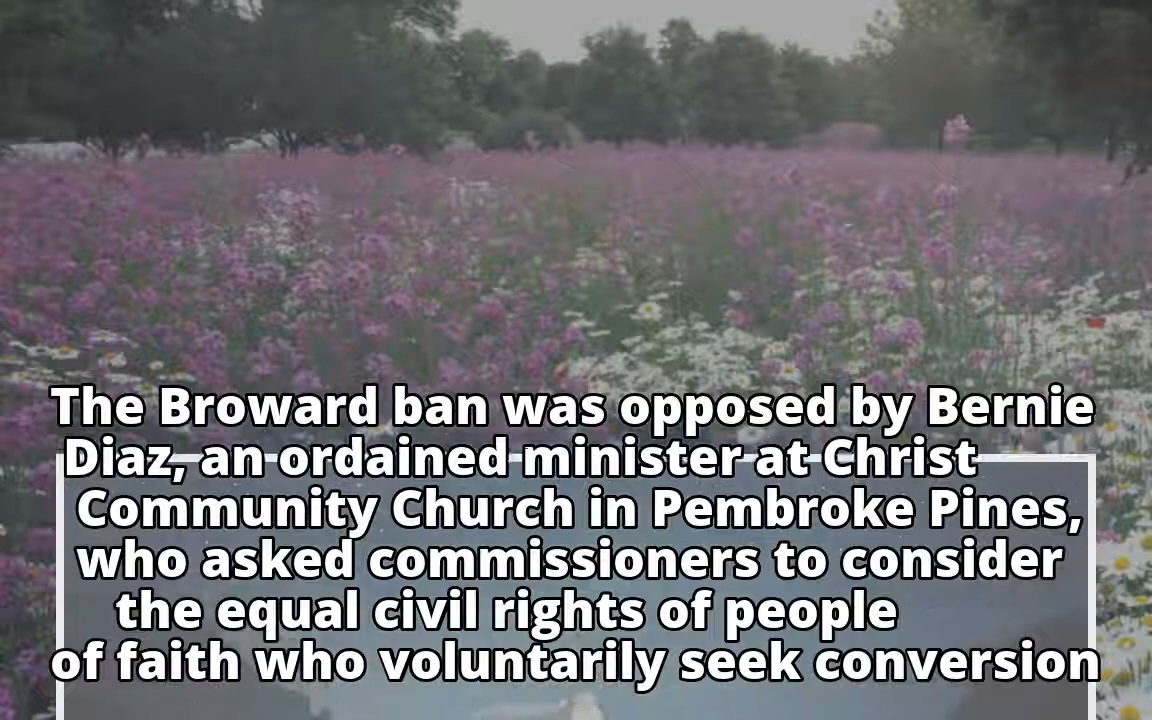 The Broward ban was opposed by Bernie
Diaz, an ordained minister at Christ
Community Church in Pembroke Pines,
who asked commissioners to consider
the equal civil rights of people
of faith who voluntarily seek conversion